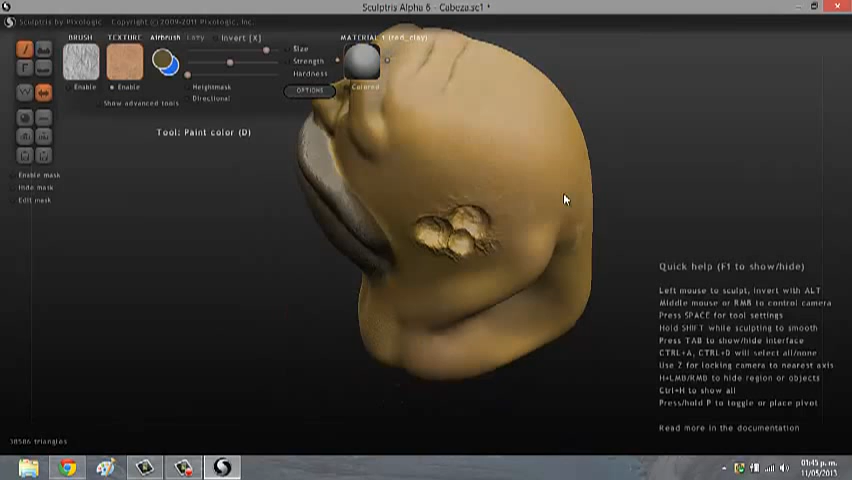 Sculptris Alpha 6 - Cabeza.sc1 *
Sculptris by Pixologic  Copyright (c) 2009-2011 Pixologic, Inc.
BRUSH TEXTURE Airbrush Lazy Invert [X] MATERIAL 1 (red_clay)
Size
Strength
Hardness
Enable Enable Heightmask OPTIONS Colored
Directional
Show advanced tools
Tool: Paint color (D)
Enable mask
Hide mask
Edit mask
Quick help (F1 to show/hide)
Left mouse to sculpt, invert with ALT
Middle mouse or RMB to control camera
Press SPACE for tool settings
Hold SHIFT while sculpting to smooth
Press TAB to show/hide interface
CTRL+A, CTRL+D will select all/none
Use Z for locking camera to nearest axis
H+LMB/RMB to hide region or objects
Ctrl+H to show all
Press/hold P to toggle or place pivot
Read more in the documentation
38586 triangles
01:45 p.m.
11/05/2013